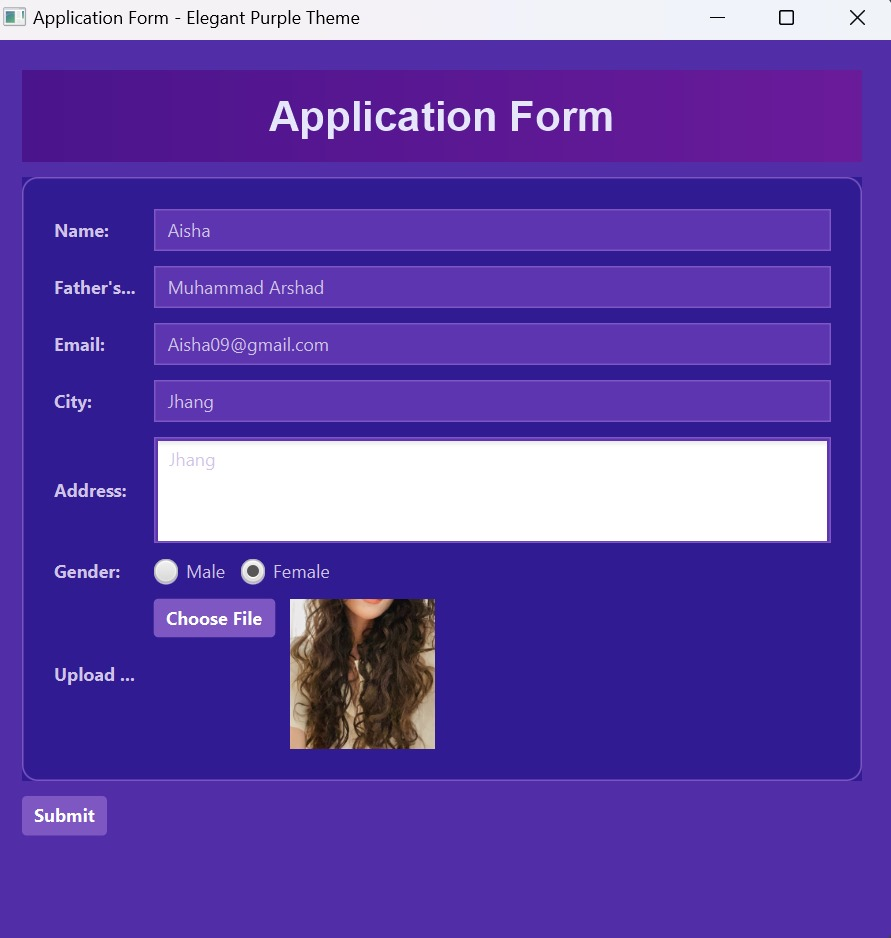 Application Form - Elegant Purple Theme
Application Form
Name: Aisha
Father's... Muhammad Arshad
Email: Aisha09@gmail.com
City: Jhang
Address: Jhang
Gender: Male Female
Choose File
Upload ...
Submit